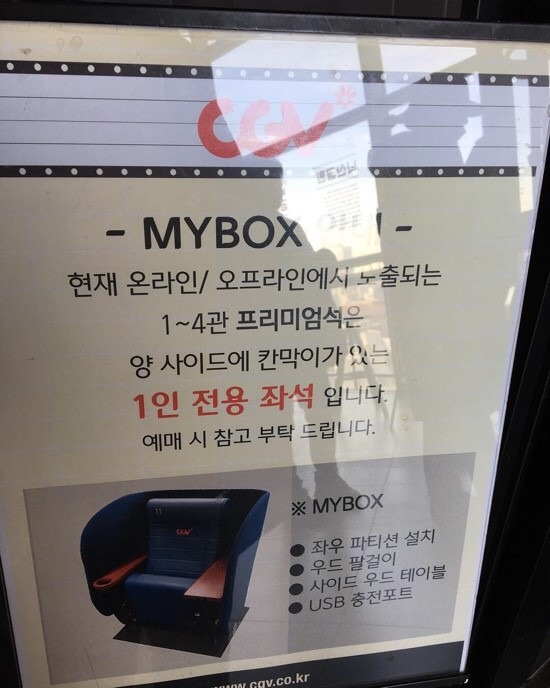 CGV
- MYBOX -
현재 온라인/ 오프라인에서 노출되는
1~4관 프리미엄석은
양 사이드에 칸막이가 있는
1인 전용 좌석 입니다.
예매 시 참고 부탁 드립니다.
11
CGV
※ MYBOX
● 좌우 파티션 설치
● 우드 팔걸이
● 사이드 우드 테이블
● USB 충전포트
www.cgv.co.kr